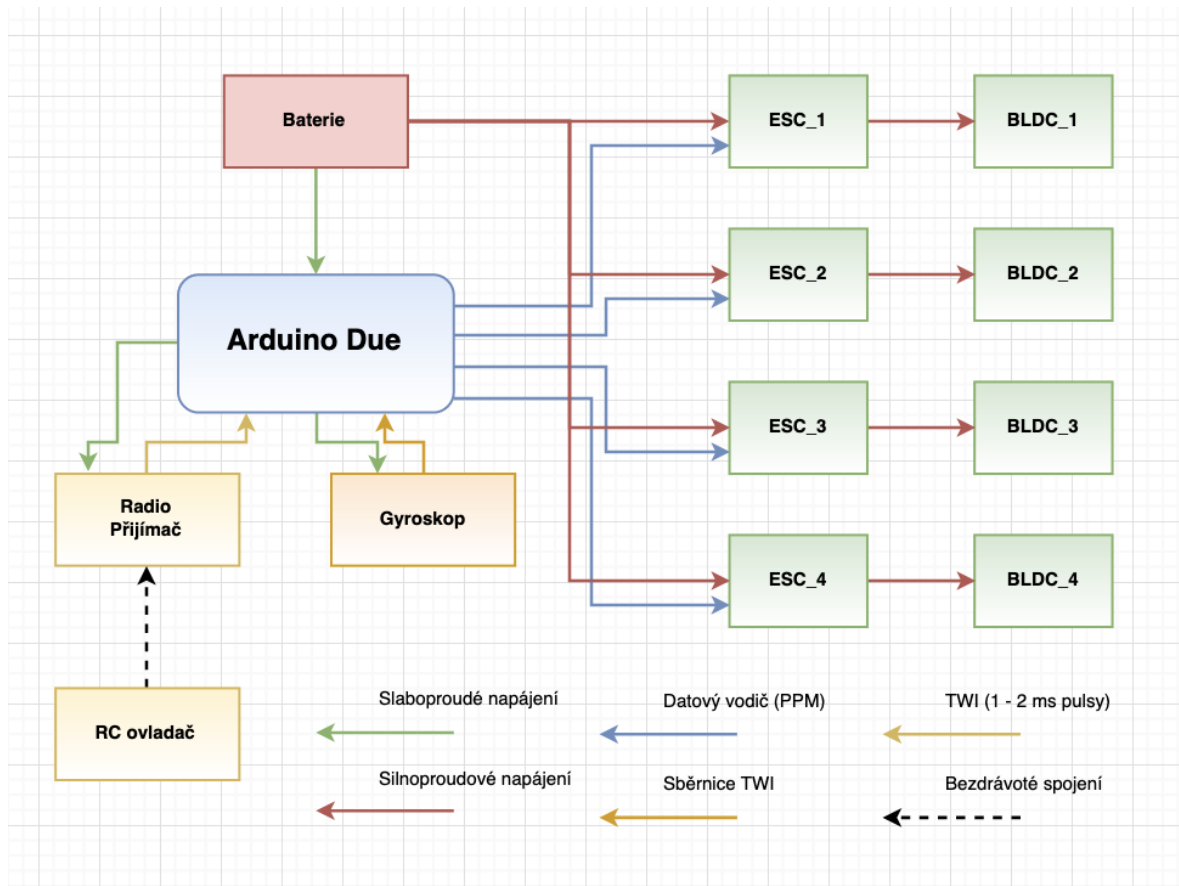 Baterie
ESC_1
BLDC_1
ESC_2
BLDC_2
Arduino Due
ESC_3
BLDC_3
Radio
Přijímač
Gyroskop
ESC_4
BLDC_4
RC ovladač
Slaboproudé napájení
Datový vodič (PPM)
TWI (1 - 2 ms pulsy)
Silnoproudové napájení
Sběrnice TWI
Bezdrávoté spojení